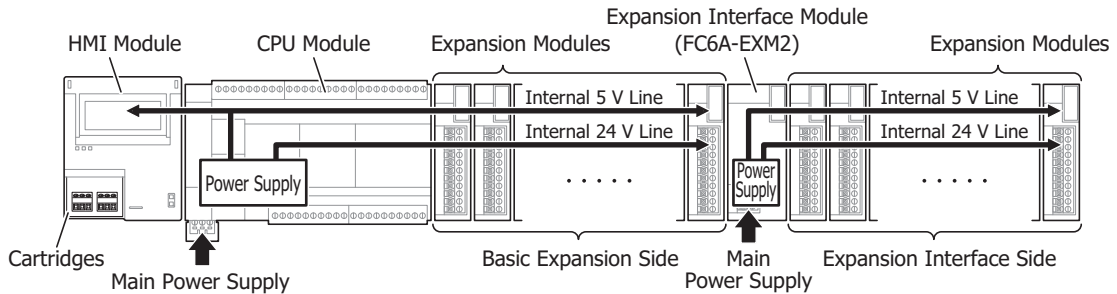 Expansion Interface Module
HMI Module
CPU Module
Expansion Modules
(FC6A-EXM2)
Expansion Modules
Internal 5 V Line
Internal 5 V Line
Internal 24 V Line
Internal 24 V Line
Power Supply
Power
Supply
. . . . .
. . . . .
Cartridges
Main Power Supply
Basic Expansion Side
Main
Power Supply
Expansion Interface Side